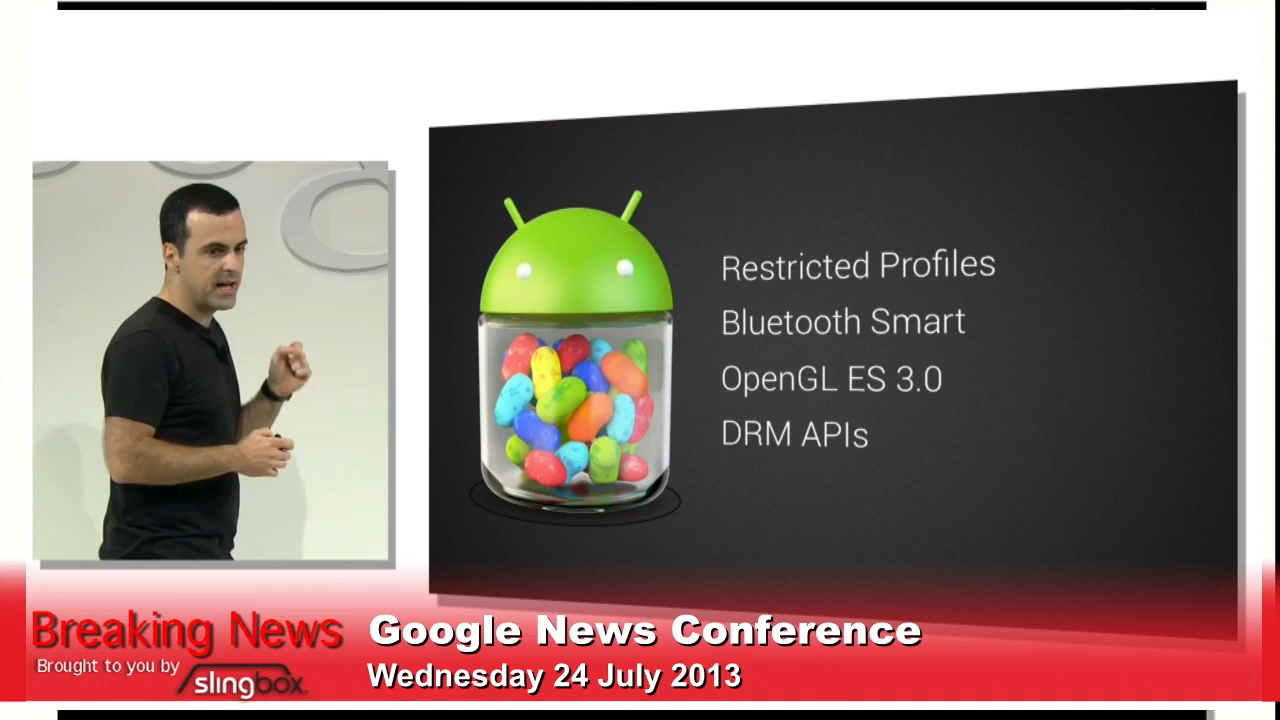 Restricted Profiles
Bluetooth Smart
OpenGL ES 3.0
DRM APIs
Breaking News
Brought to you by
slingbox.
Google News Conference
Wednesday 24 July 2013